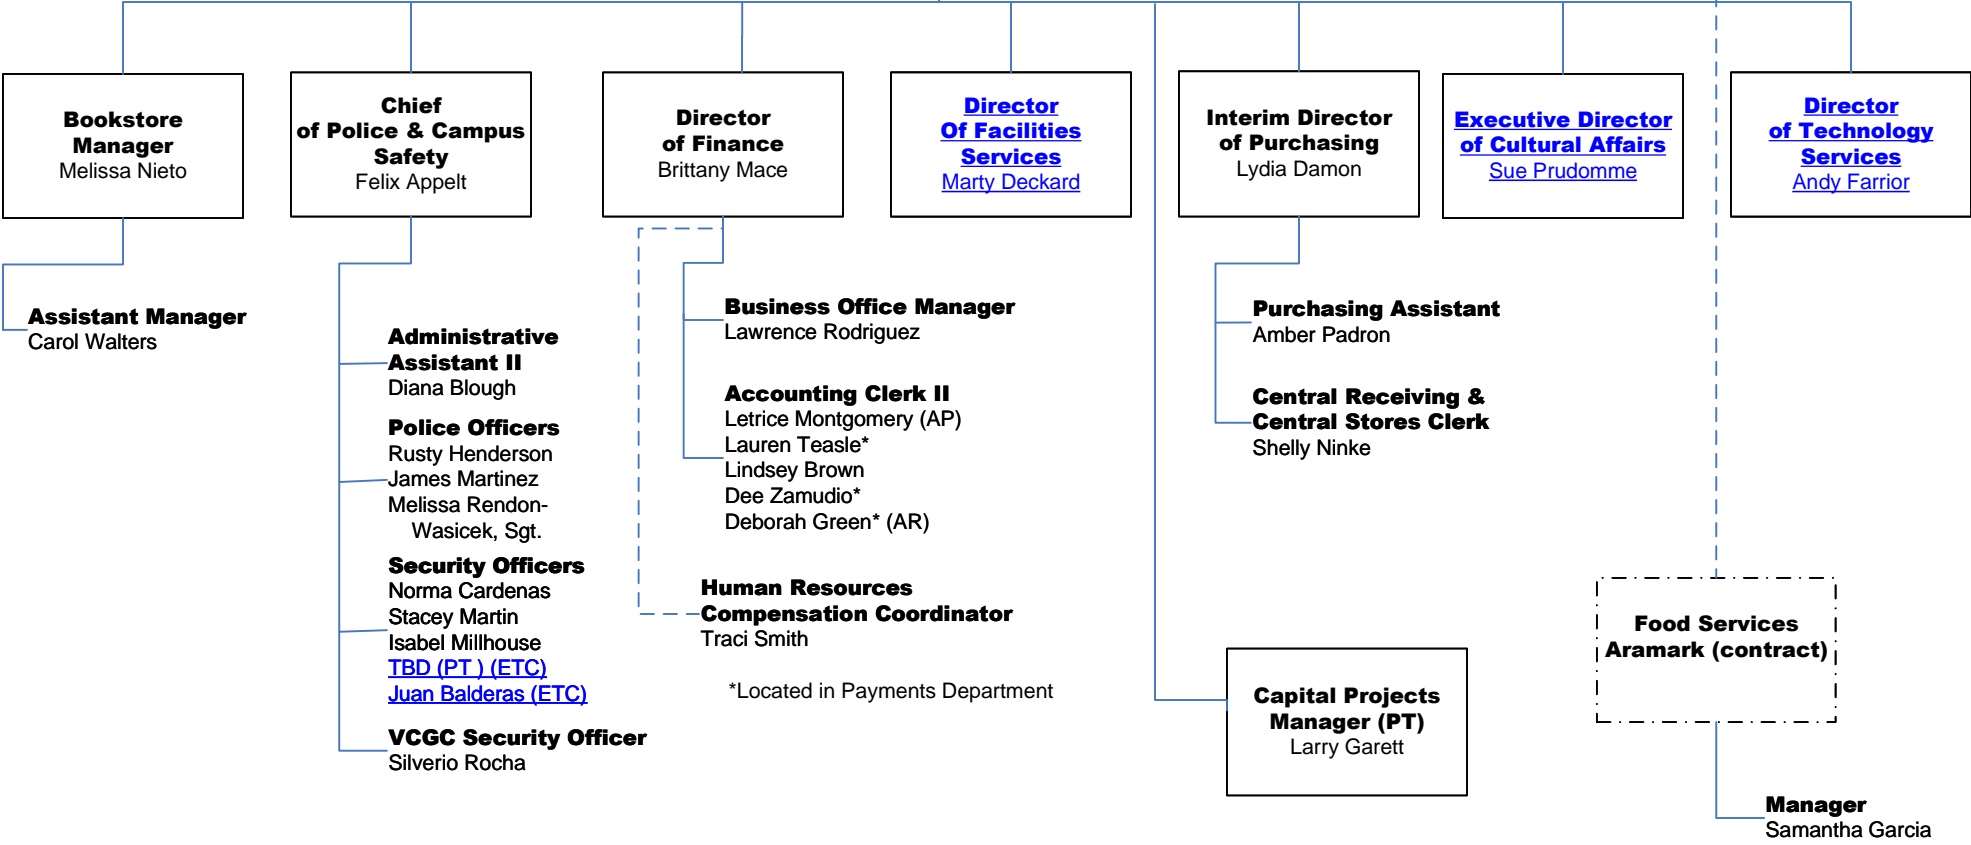 Bookstore
Manager
Melissa Nieto
Chief
of Police & Campus
Safety
Felix Appelt
Director
of Finance
Brittany Mace
Director
Of Facilities
Services
Marty Deckard
Interim Director
of Purchasing
Lydia Damon
Executive Director
of Cultural Affairs
Sue Prudomme
Director
of Technology
Services
Andy Farrior
Assistant Manager
Carol Walters
Administrative
Assistant II
Diana Blough
Police Officers
Rusty Henderson
James Martinez
Melissa Rendon-
Wasicek, Sgt.
Security Officers
Norma Cardenas
Stacey Martin
Isabel Millhouse
TBD (PT ) (ETC)
Juan Balderas (ETC)
VCGC Security Officer
Silverio Rocha
Business Office Manager
Lawrence Rodriguez
Accounting Clerk II
Letrice Montgomery (AP)
Lauren Teasle*
Lindsey Brown
Dee Zamudio*
Deborah Green* (AR)
Human Resources
Compensation Coordinator
Traci Smith
*Located in Payments Department
Purchasing Assistant
Amber Padron
Central Receiving &
Central Stores Clerk
Shelly Ninke
Capital Projects
Manager (PT)
Larry Garett
Food Services
Aramark (contract)
Manager
Samantha Garcia